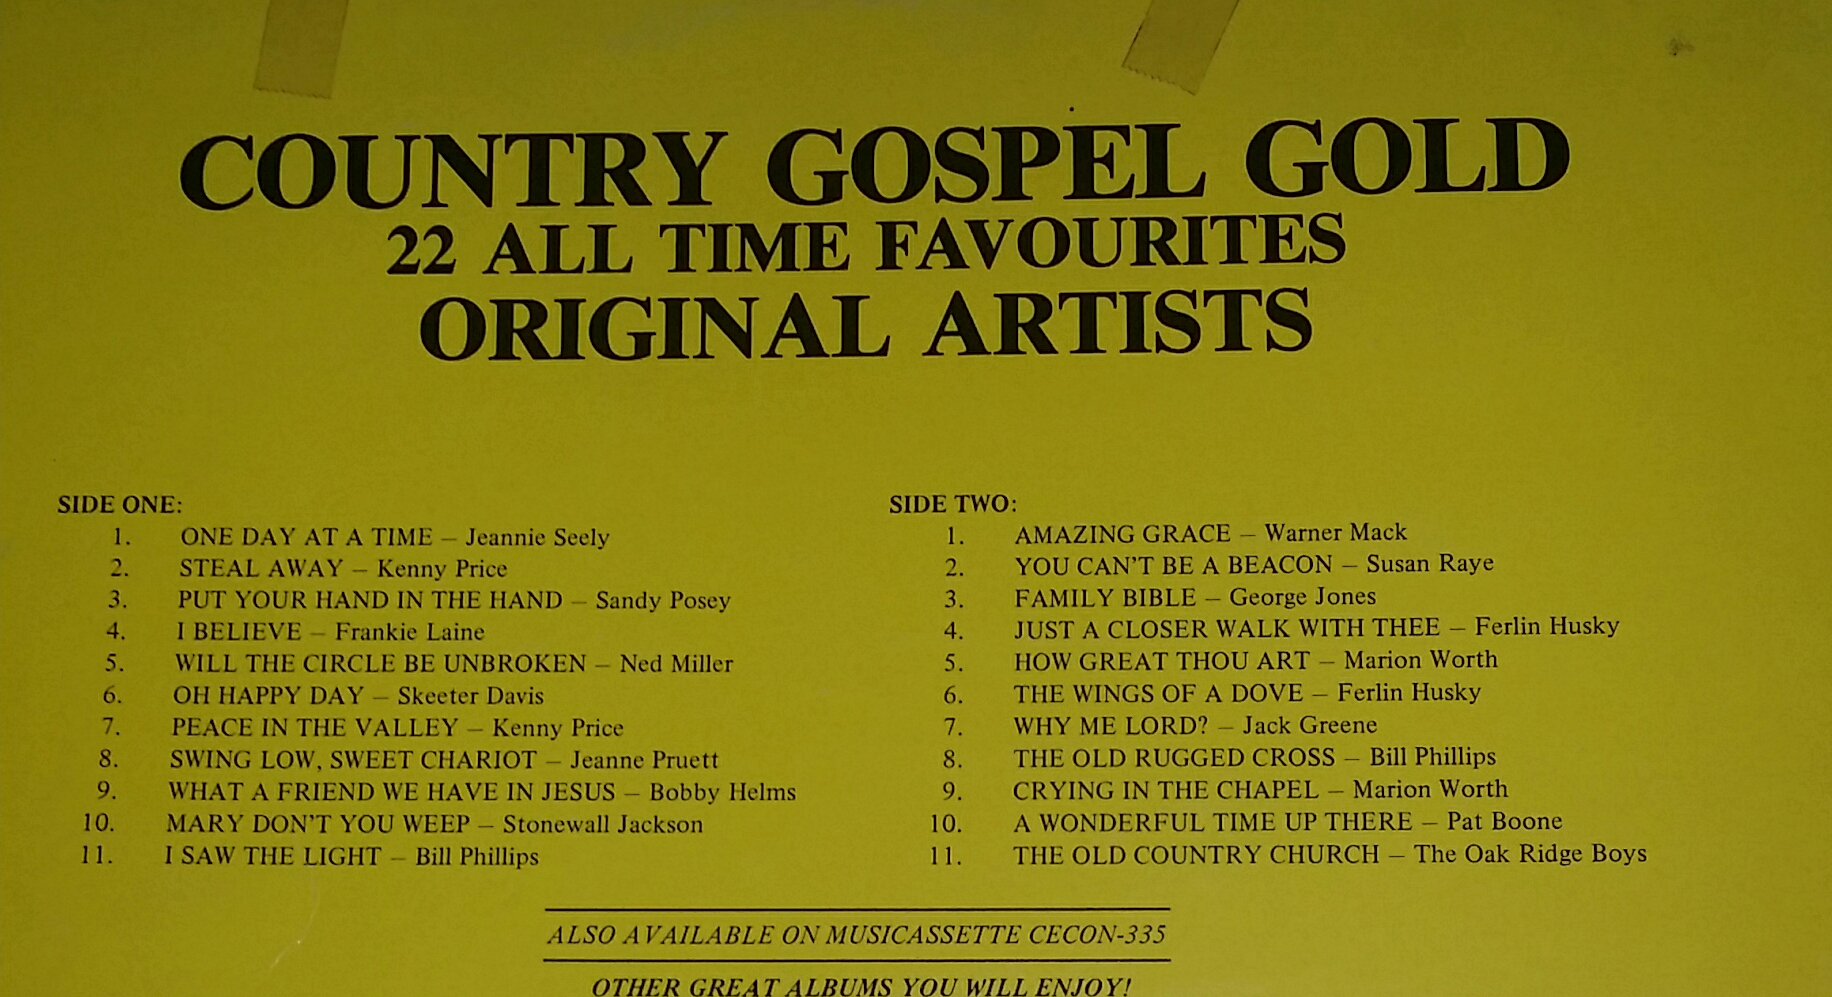 COUNTRY GOSPEL GOLD
22 ALL TIME FAVOURITES
ORIGINAL ARTISTS
SIDE ONE:
1. ONE DAY AT A TIME – Jeannie Seely
2. STEAL AWAY – Kenny Price
3. PUT YOUR HAND IN THE HAND – Sandy Posey
4. I BELIEVE – Frankie Laine
5. WILL THE CIRCLE BE UNBROKEN – Ned Miller
6. OH HAPPY DAY – Skeeter Davis
7. PEACE IN THE VALLEY – Kenny Price
8. SWING LOW, SWEET CHARIOT – Jeanne Pruett
9. WHAT A FRIEND WE HAVE IN JESUS – Bobby Helms
10. MARY DON'T YOU WEEP – Stonewall Jackson
11. I SAW THE LIGHT – Bill Phillips
SIDE TWO:
1. AMAZING GRACE – Warner Mack
2. YOU CAN'T BE A BEACON – Susan Raye
3. FAMILY BIBLE – George Jones
4. JUST A CLOSER WALK WITH THEE – Ferlin Husky
5. HOW GREAT THOU ART – Marion Worth
6. THE WINGS OF A DOVE – Ferlin Husky
7. WHY ME LORD? – Jack Greene
8. THE OLD RUGGED CROSS – Bill Phillips
9. CRYING IN THE CHAPEL – Marion Worth
10. A WONDERFUL TIME UP THERE – Pat Boone
11. THE OLD COUNTRY CHURCH – The Oak Ridge Boys
ALSO AVAILABLE ON MUSICASSETTE CECON-335
OTHER GREAT ALBUMS YOU WILL ENJOY!